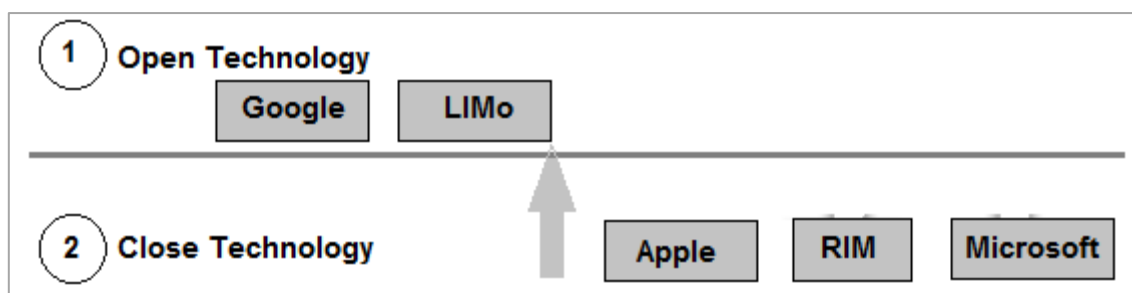 1 Open Technology
Google LIMo
2 Close Technology
Apple RIM Microsoft